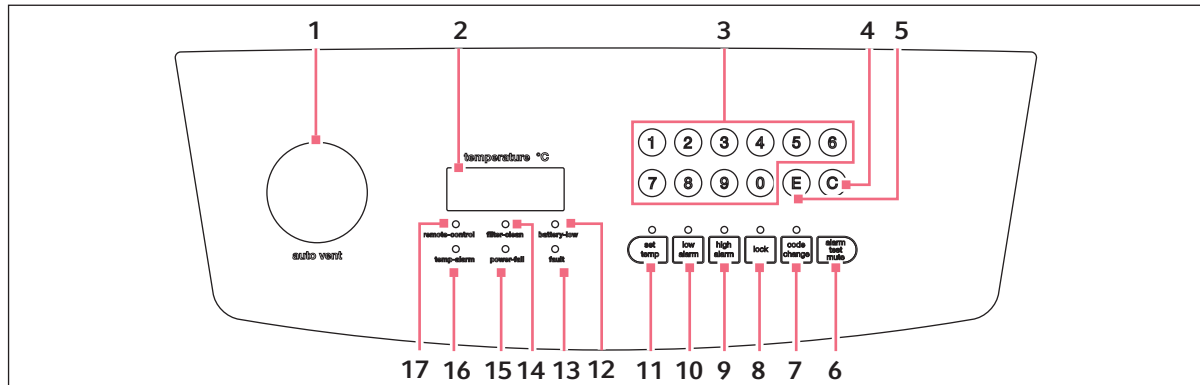 1 2 3 4 5
temperature °C
1 2 3 4 5 6
7 8 9 0 E C
auto vent
remote-control filter-clean battery-low
temp-alarm power-fail fault
set temp
low alarm
high alarm
lock
code change
alarm test mute
17 16 15 14 13 12 11 10 9 8 7 6